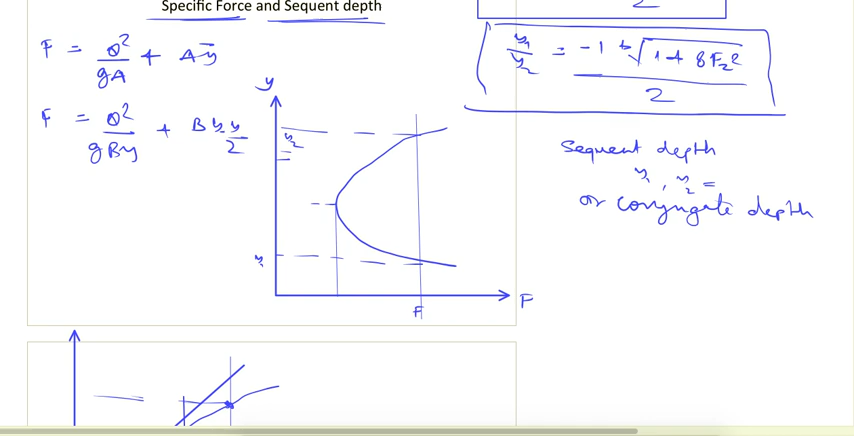 Specific Force and Sequent depth
F = Q²/gA + Aȳ
F = Q²/gBy + By y/2
y
y₂
y₁
F
F
2
y₁/y₂ = (-1 ± √(1 + 8F₂²))/2
Sequent depth
y₁, y₂ =
or conjugate depth